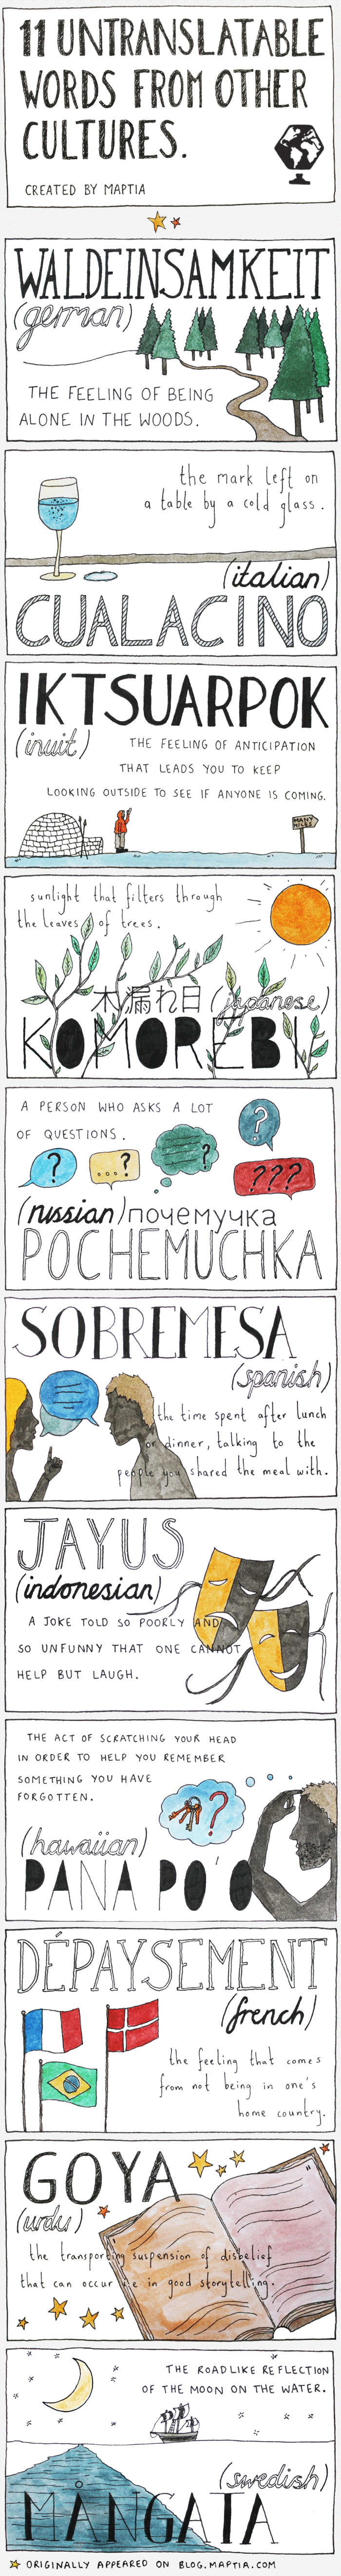 11 UNTRANSLATABLE
WORDS FROM OTHER
CULTURES.
CREATED BY MAPTIA
WALDEINSAMKEIT
(german)
THE FEELING OF BEING
ALONE IN THE WOODS.
the mark left on
a table by a cold glass.
(italian)
CUALACINO
IKTSUARPOK
(inuit)
THE FEELING OF ANTICIPATION
THAT LEADS YOU TO KEEP
LOOKING OUTSIDE TO SEE IF ANYONE IS COMING.
MANY
MILES
sunlight that filters through
the leaves of trees.
木漏れ日 (japanese)
KOMOREBI
A PERSON WHO ASKS A LOT
OF QUESTIONS.
?
?
...?
?
???
(russian) почемучка
POCHEMUCHKA
SOBREMESA
(spanish)
the time spent after lunch
or dinner, talking to the
people you shared the meal with.
JAYUS
(indonesian)
A JOKE TOLD SO POORLY AND
SO UNFUNNY THAT ONE CANNOT
HELP BUT LAUGH.
THE ACT OF SCRATCHING YOUR HEAD
IN ORDER TO HELP YOU REMEMBER
SOMETHING YOU HAVE
FORGOTTEN.
?
(hawaiian)
PANA PO'O
DÉPAYSEMENT
(french)
the feeling that comes
from not being in one's
home country.
GOYA
(urdu)
the transporting suspension of disbelief
that can occur in good storytelling.
THE ROADLIKE REFLECTION
OF THE MOON ON THE WATER.
(swedish)
MÅNGATA
ORIGINALLY APPEARED ON BLOG.MAPTIA.COM